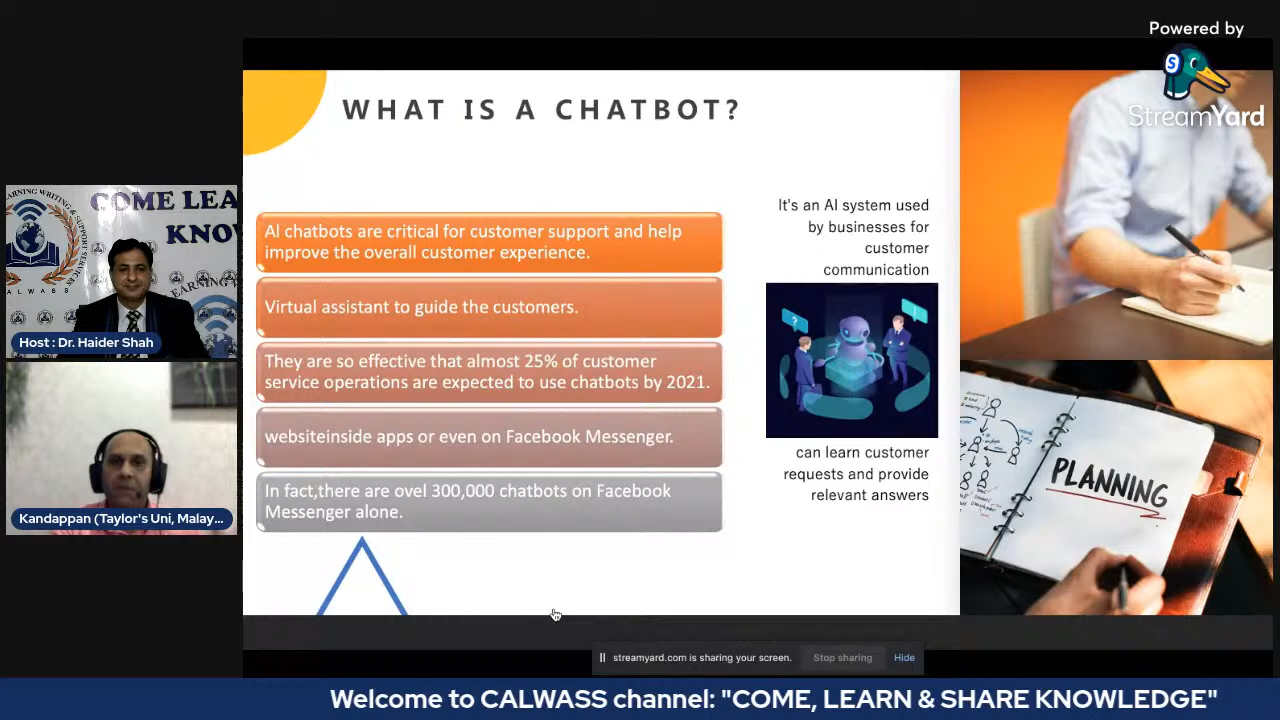 Powered by
StreamYard
WHAT IS A CHATBOT?
AI chatbots are critical for customer support and help
improve the overall customer experience.
Virtual assistant to guide the customers.
They are so effective that almost 25% of customer
service operations are expected to use chatbots by 2021.
websiteinside apps or even on Facebook Messenger.
In fact,there are ovel 300,000 chatbots on Facebook
Messenger alone.
It's an AI system used
by businesses for
customer
communication
can learn customer
requests and provide
relevant answers
PLANNING
COME LEA
KNO
CALWASS
Host : Dr. Haider Shah
Kandappan (Taylor's Uni, Malay...
streamyard.com is sharing your screen.
Stop sharing
Hide
Welcome to CALWASS channel: "COME, LEARN & SHARE KNOWLEDGE"